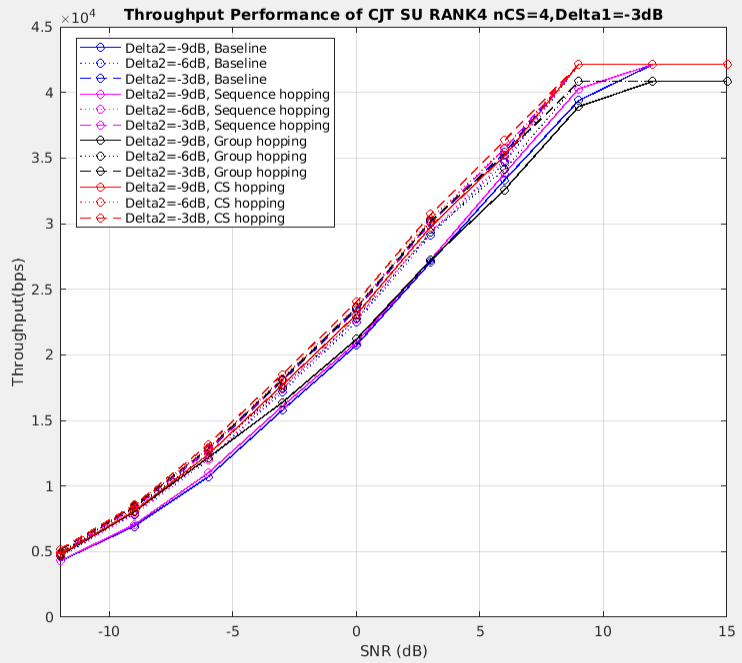 Throughput Performance of CJT SU RANK4 nCS=4,Delta1=-3dB
×10⁴
4.5
4
3.5
3
2.5
2
1.5
1
0.5
0
Throughput(bps)
Delta2=-9dB, Baseline
Delta2=-6dB, Baseline
Delta2=-3dB, Baseline
Delta2=-9dB, Sequence hopping
Delta2=-6dB, Sequence hopping
Delta2=-3dB, Sequence hopping
Delta2=-9dB, Group hopping
Delta2=-6dB, Group hopping
Delta2=-3dB, Group hopping
Delta2=-9dB, CS hopping
Delta2=-6dB, CS hopping
Delta2=-3dB, CS hopping
-10 -5 0 5 10 15
SNR (dB)